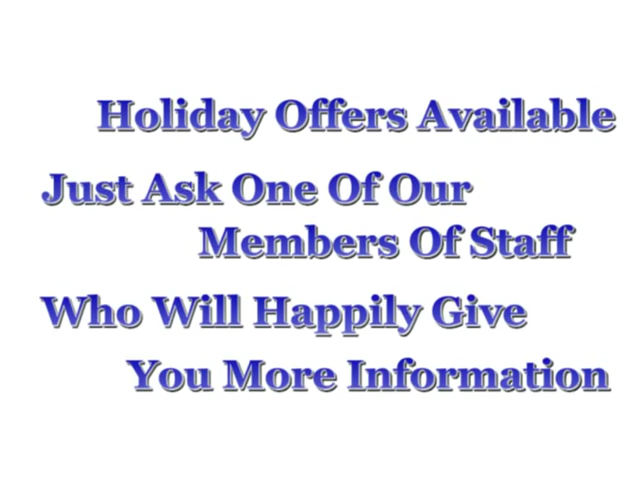 Holiday Offers Available
Just Ask One Of Our
Members Of Staff
Who Will Happily Give
You More Information